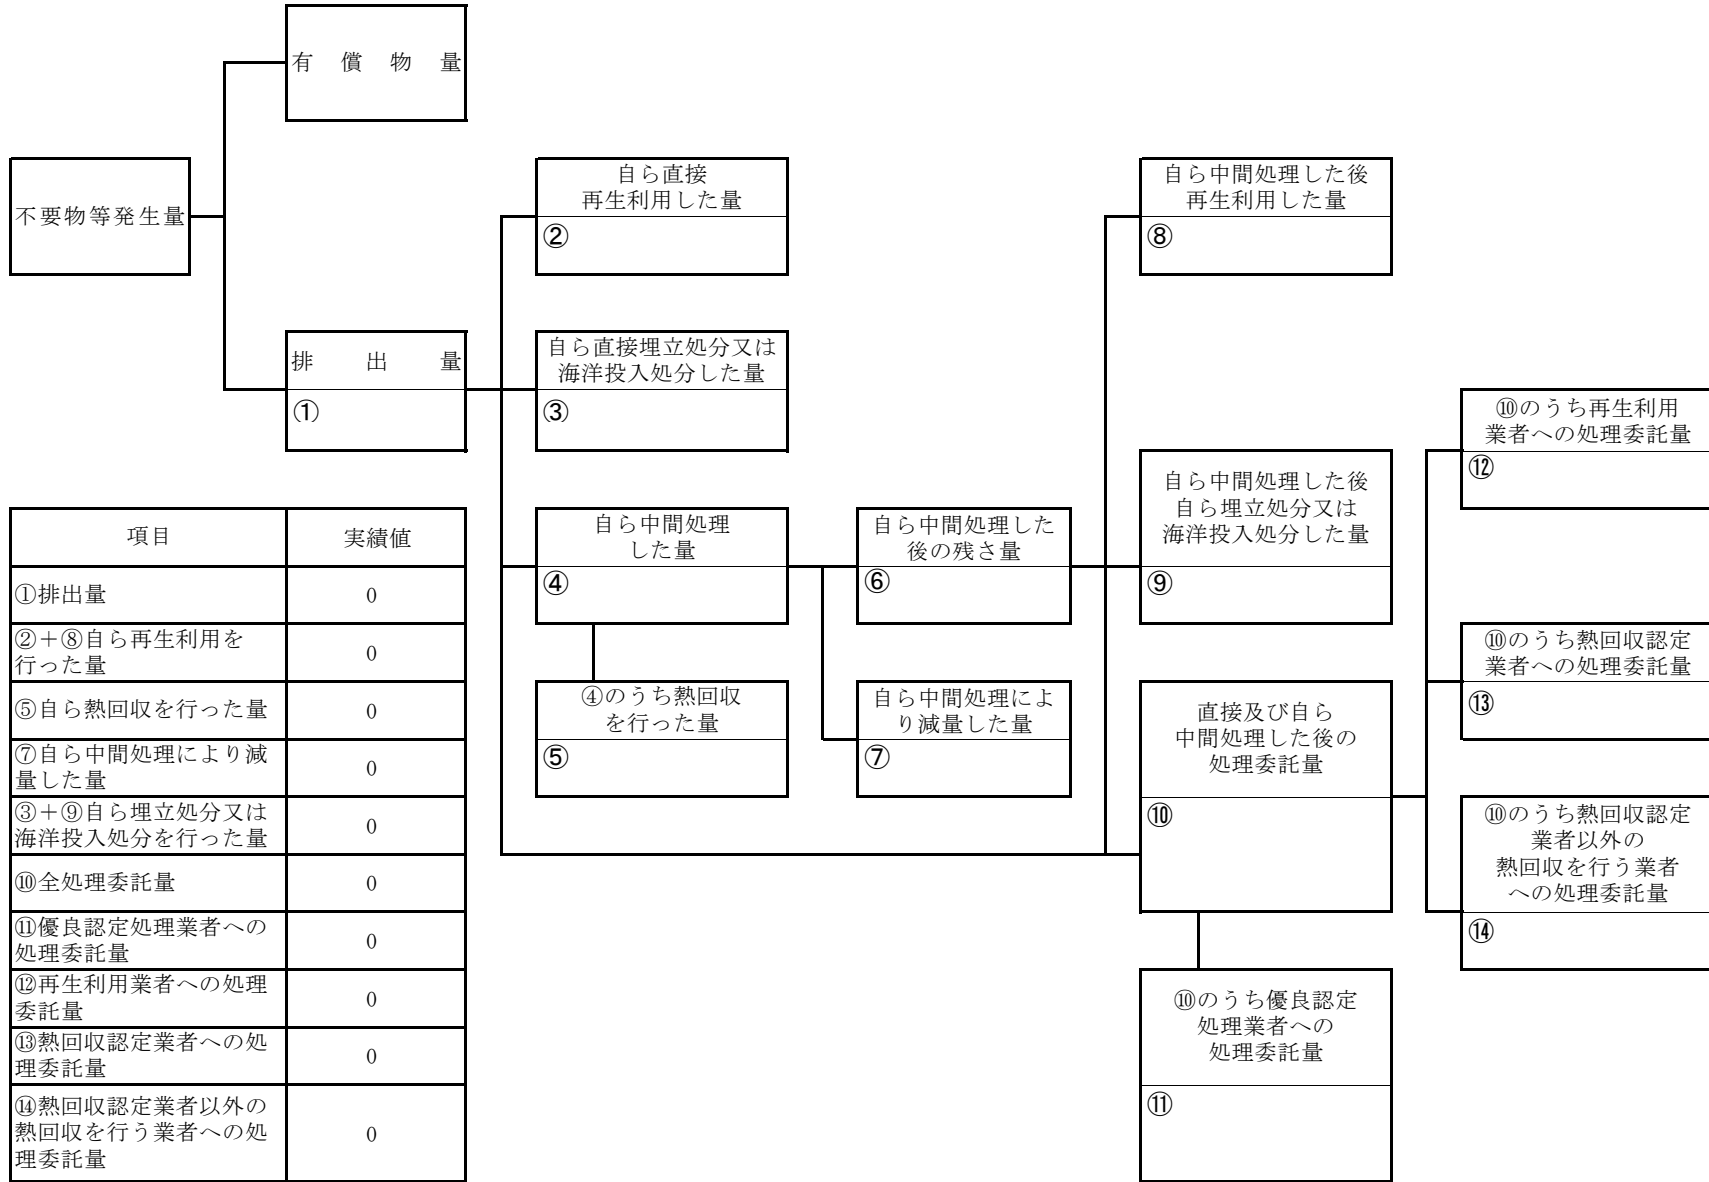 有償物量
不要物等発生量
排出量
①
自ら直接
再生利用した量
②
自ら直接埋立処分又は
海洋投入処分した量
③
自ら中間処理
した量
④
④のうち熱回収
を行った量
⑤
自ら中間処理した
後の残さ量
⑥
自ら中間処理によ
り減量した量
⑦
自ら中間処理した後
再生利用した量
⑧
自ら中間処理した後
自ら埋立処分又は
海洋投入処分した量
⑨
直接及び自ら
中間処理した後の
処理委託量
⑩
⑩のうち優良認定
処理業者への
処理委託量
⑪
⑩のうち再生利用
業者への処理委託量
⑫
⑩のうち熱回収認定
業者への処理委託量
⑬
⑩のうち熱回収認定
業者以外の
熱回収を行う業者
への処理委託量
⑭
項目 実績値
①排出量 0
②+⑧自ら再生利用を
行った量 0
⑤自ら熱回収を行った量 0
⑦自ら中間処理により減
量した量 0
③+⑨自ら埋立処分又は
海洋投入処分を行った量 0
⑩全処理委託量 0
⑪優良認定処理業者への
処理委託量 0
⑫再生利用業者への処理
委託量 0
⑬熱回収認定業者への処
理委託量 0
⑭熱回収認定業者以外の
熱回収を行う業者への処 0
理委託量